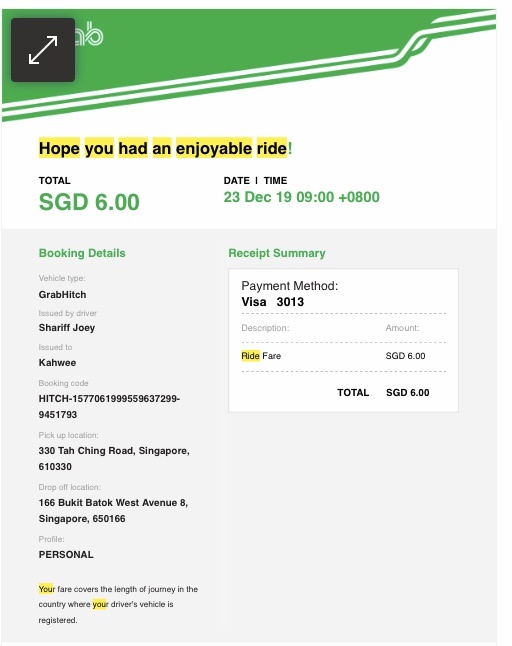 ab
Hope you had an enjoyable ride!
TOTAL
SGD 6.00
DATE | TIME
23 Dec 19 09:00 +0800
Booking Details
Vehicle type:
GrabHitch
Issued by driver
Shariff Joey
Issued to
Kahwee
Booking code
HITCH-1577061999559637299-
9451793
Pick up location:
330 Tah Ching Road, Singapore,
610330
Drop off location:
166 Bukit Batok West Avenue 8,
Singapore, 650166
Profile:
PERSONAL
Your fare covers the length of journey in the
country where your driver's vehicle is
registered.
Receipt Summary
Payment Method:
Visa 3013
Description: Amount:
Ride Fare SGD 6.00
TOTAL SGD 6.00